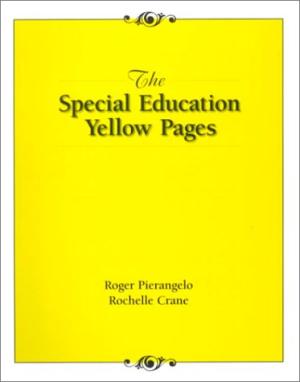 The
Special Education
Yellow Pages
Roger Pierangelo
Rochelle Crane